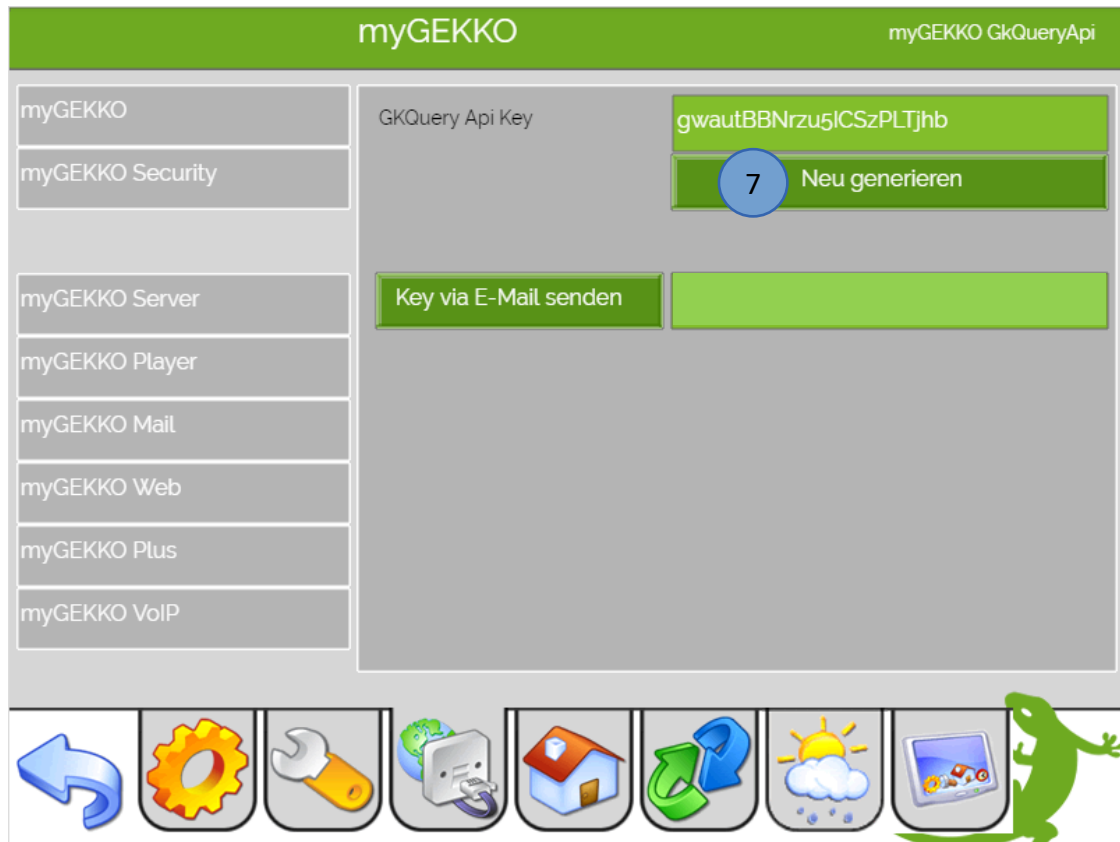 myGEKKO
myGEKKO GkQueryApi
myGEKKO
myGEKKO Security
myGEKKO Server
myGEKKO Player
myGEKKO Mail
myGEKKO Web
myGEKKO Plus
myGEKKO VoIP
GKQuery Api Key
gwautBBNrzu5ICSzPLTjhb
7 Neu generieren
Key via E-Mail senden